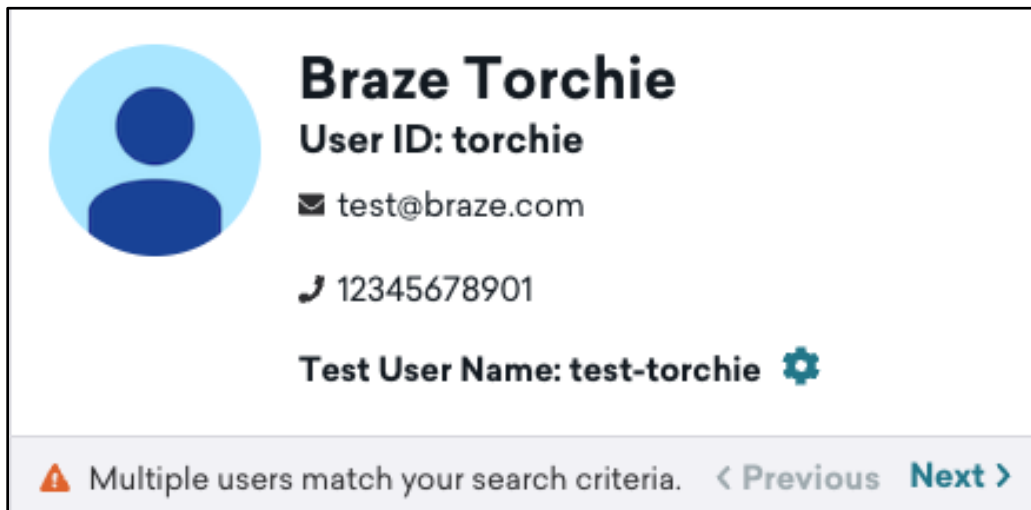 Braze Torchie
User ID: torchie
test@braze.com
12345678901
Test User Name: test-torchie
Multiple users match your search criteria. < Previous Next >